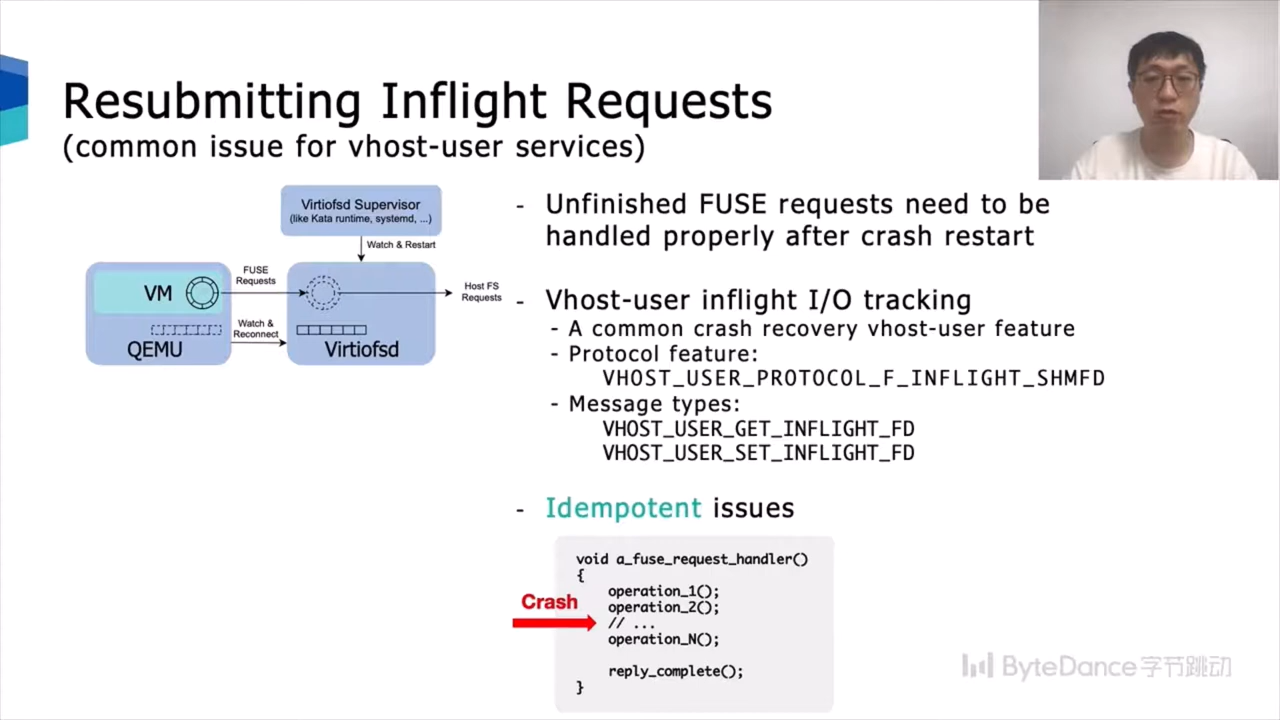 Resubmitting Inflight Requests
(common issue for vhost-user services)
Virtiofsd Supervisor
(like Kata runtime, systemd, ...)
Watch & Restart
FUSE
Requests
VM
Host FS
Requests
Watch &
Reconnect
QEMU
Virtiofsd
- Unfinished FUSE requests need to be
handled properly after crash restart
- Vhost-user inflight I/O tracking
- A common crash recovery vhost-user feature
- Protocol feature:
VHOST_USER_PROTOCOL_F_INFLIGHT_SHMFD
- Message types:
VHOST_USER_GET_INFLIGHT_FD
VHOST_USER_SET_INFLIGHT_FD
- Idempotent issues
void a_fuse_request_handler()
{
operation_1();
operation_2();
Crash
// ...
operation_N();
reply_complete();
}
ByteDance字节跳动